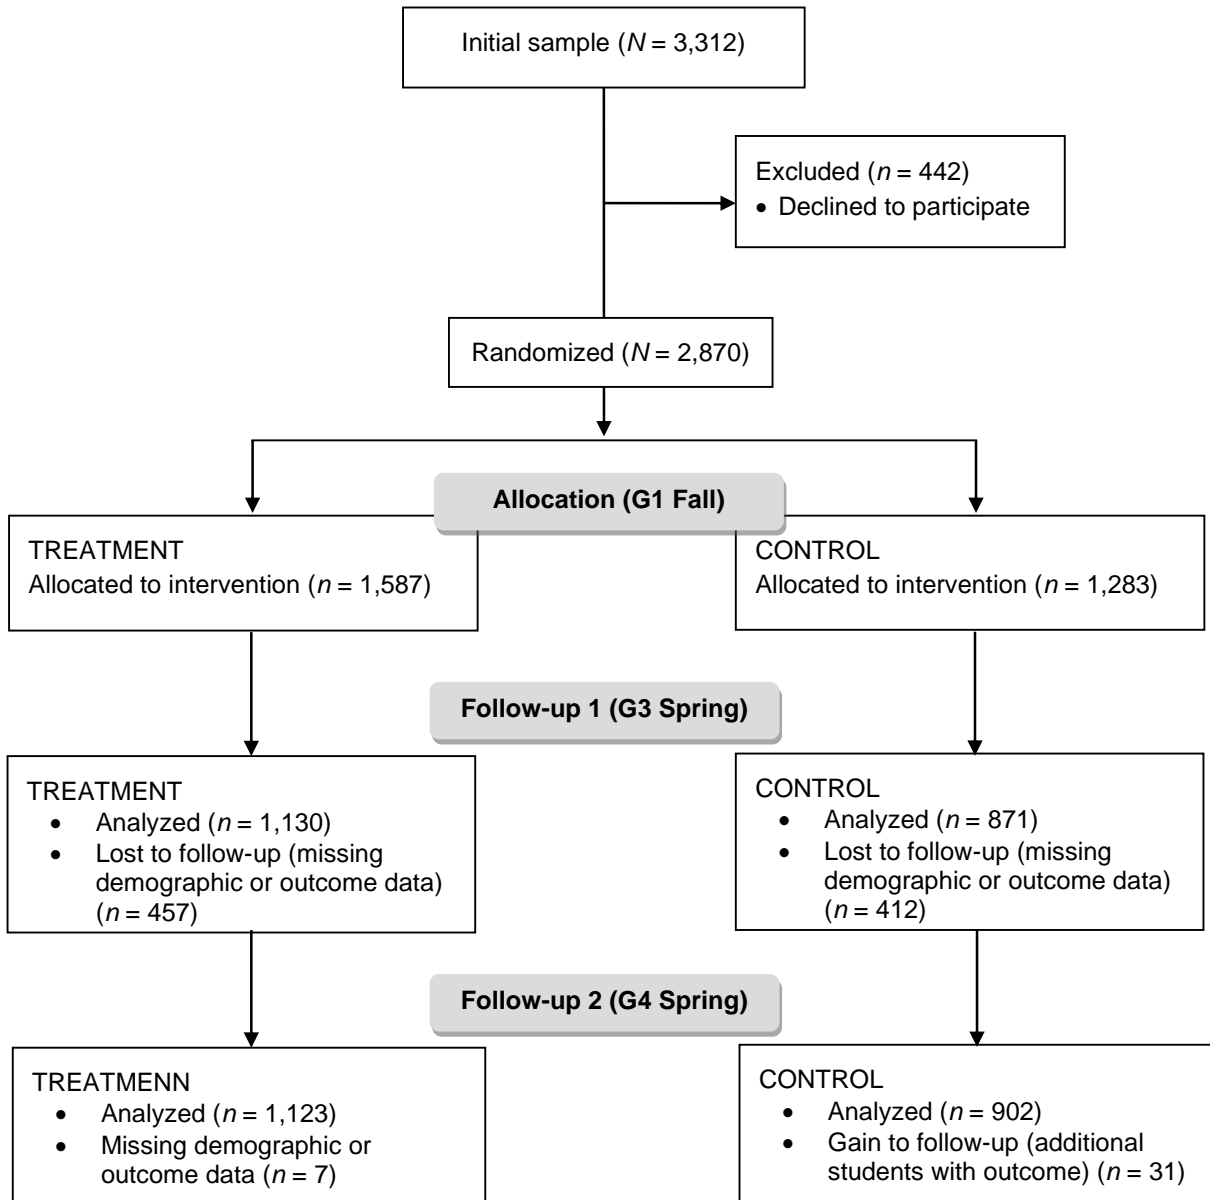 Initial sample (N = 3,312)
Excluded (n = 442)
• Declined to participate
Randomized (N = 2,870)
Allocation (G1 Fall)
TREATMENT
Allocated to intervention (n = 1,587)
CONTROL
Allocated to intervention (n = 1,283)
Follow-up 1 (G3 Spring)
TREATMENT
• Analyzed (n = 1,130)
• Lost to follow-up (missing
demographic or outcome data)
(n = 457)
CONTROL
• Analyzed (n = 871)
• Lost to follow-up (missing
demographic or outcome data)
(n = 412)
Follow-up 2 (G4 Spring)
TREATMENN
• Analyzed (n = 1,123)
• Missing demographic or
outcome data (n = 7)
CONTROL
• Analyzed (n = 902)
• Gain to follow-up (additional
students with outcome) (n = 31)